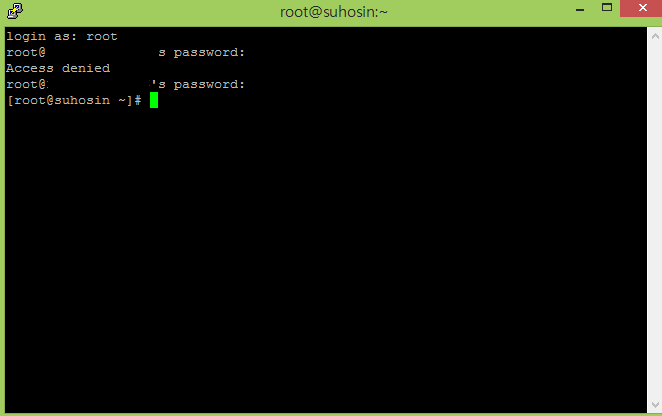 root@suhosin:~
login as: root
root@ s password:
Access denied
root@ 's password:
[root@suhosin ~]#